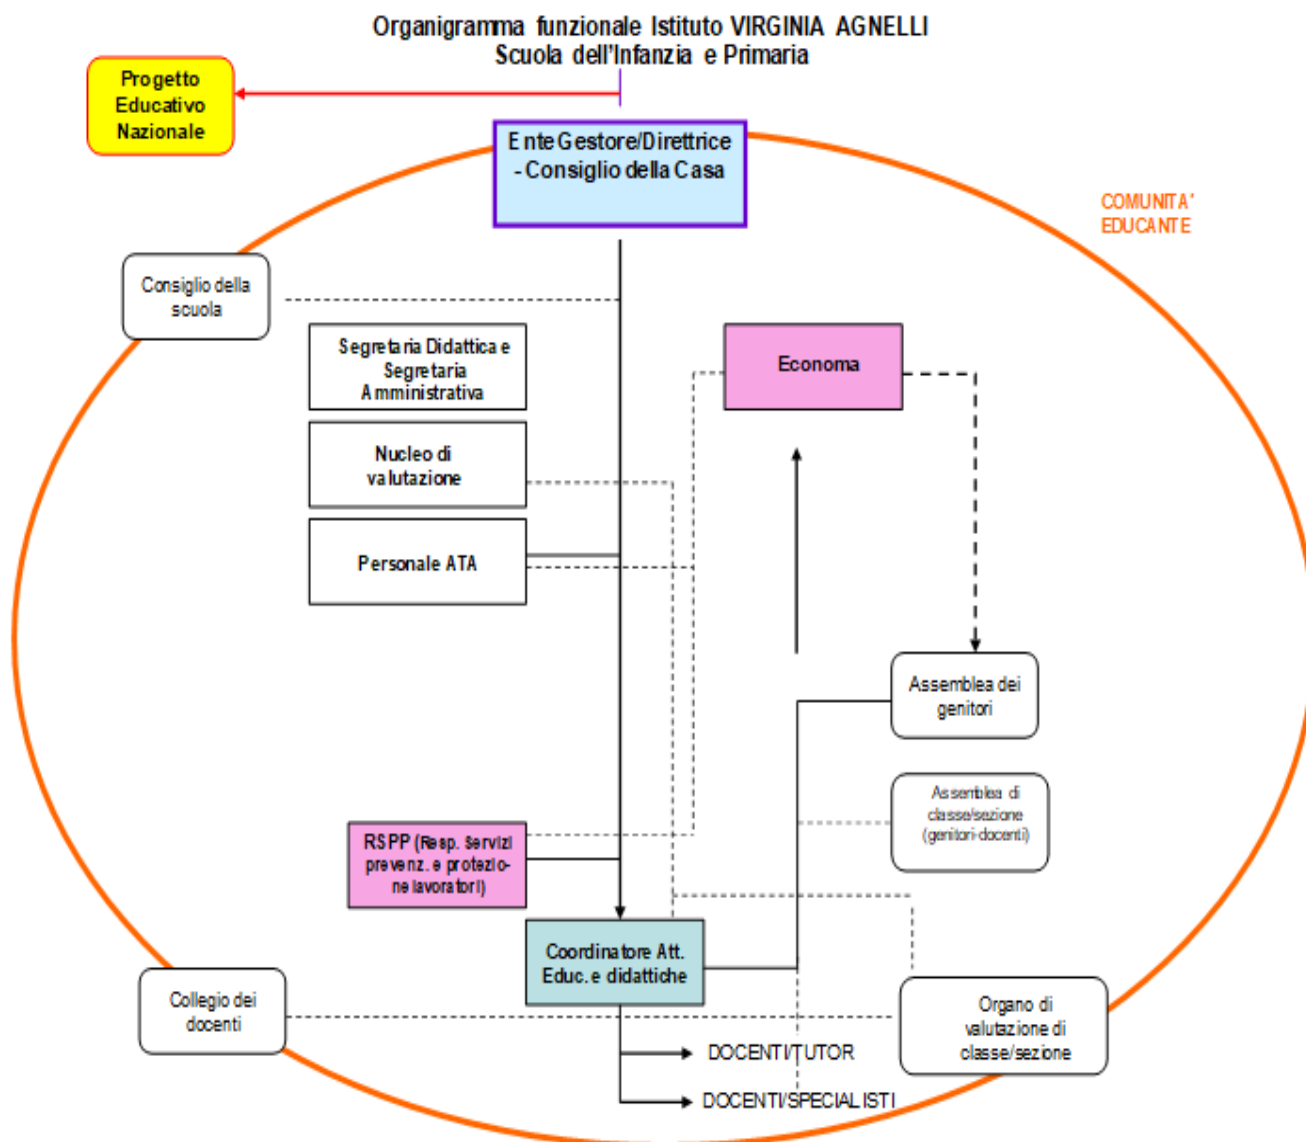 Organigramma funzionale Istituto VIRGINIA AGNELLI
Scuola dell'Infanzia e Primaria
Progetto
Educativo
Nazionale
Ente Gestore/Direttrice
- Consiglio della Casa
COMUNITA'
EDUCANTE
Consiglio della
scuola
Segretaria Didattica e
Segretaria
Amministrativa
Economa
Nucleo di
valutazione
Personale ATA
Assemblea dei
genitori
Assemblea di
classe/sezione
(genitori-docenti)
RSPP (Resp. Servizi
prevenz. e protezio-
ne lavoratori)
Coordinatore Att.
Educ. e didattiche
Collegio dei
docenti
Organo di
valutazione di
classe/sezione
DOCENTI/TUTOR
DOCENTI/SPECIALISTI